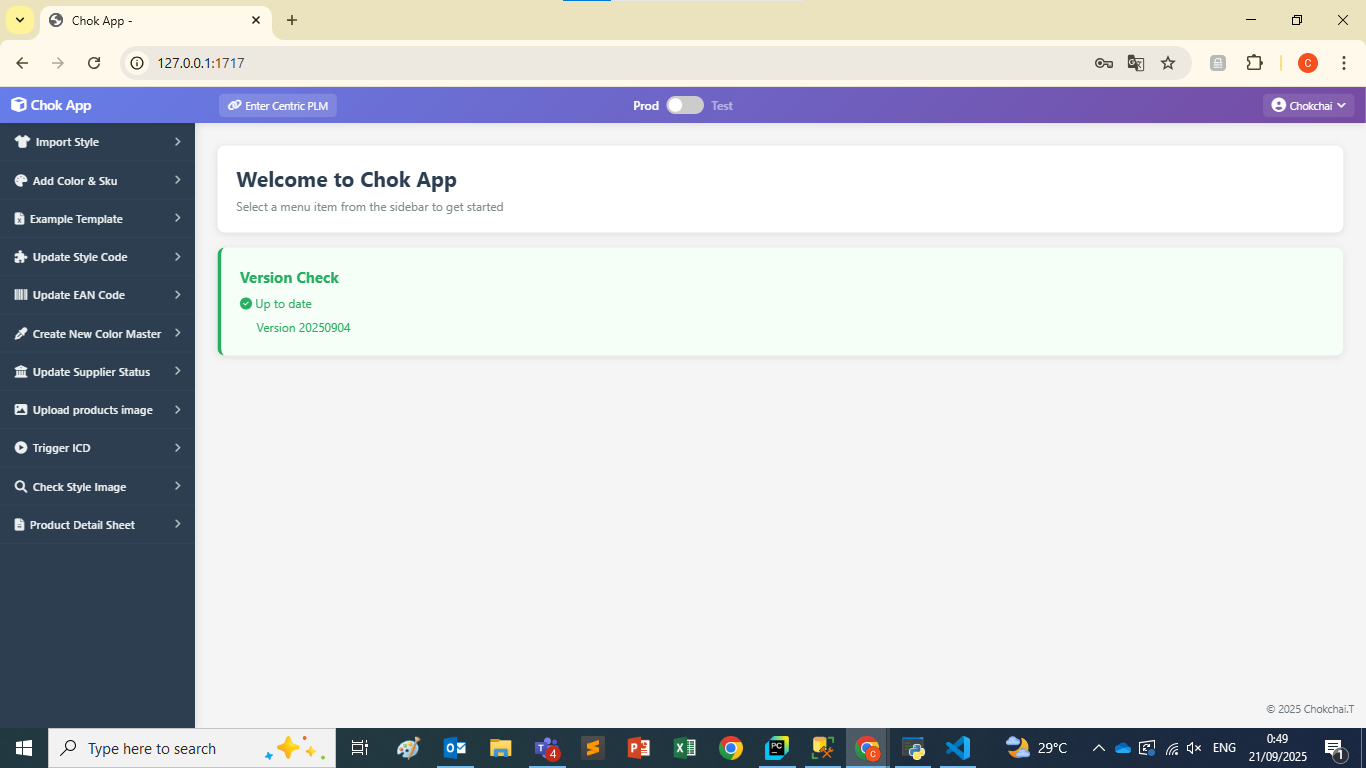 Chok App -
127.0.0.1:1717
C
Chok App
Enter Centric PLM
Prod
Test
Chokchai
Import Style
Add Color & Sku
Example Template
Update Style Code
Update EAN Code
Create New Color Master
Update Supplier Status
Upload products image
Trigger ICD
Check Style Image
Product Detail Sheet
Welcome to Chok App
Select a menu item from the sidebar to get started
Version Check
Up to date
Version 20250904
© 2025 Chokchai.T
Type here to search
4
PC
C
29°C
ENG
0:49
21/09/2025
1